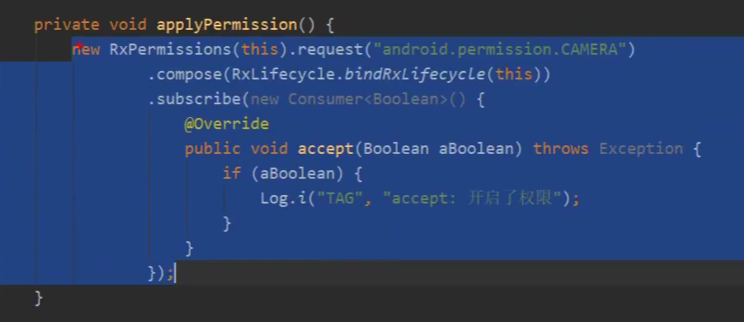 private void applyPermission() {
new RxPermissions(this).request("android.permission.CAMERA")
.compose(RxLifecycle.bindRxLifecycle(this))
.subscribe(new Consumer<Boolean>() {
@Override
public void accept(Boolean aBoolean) throws Exception {
if (aBoolean) {
Log.i("TAG", "accept: 开启了权限");
}
}
});
}